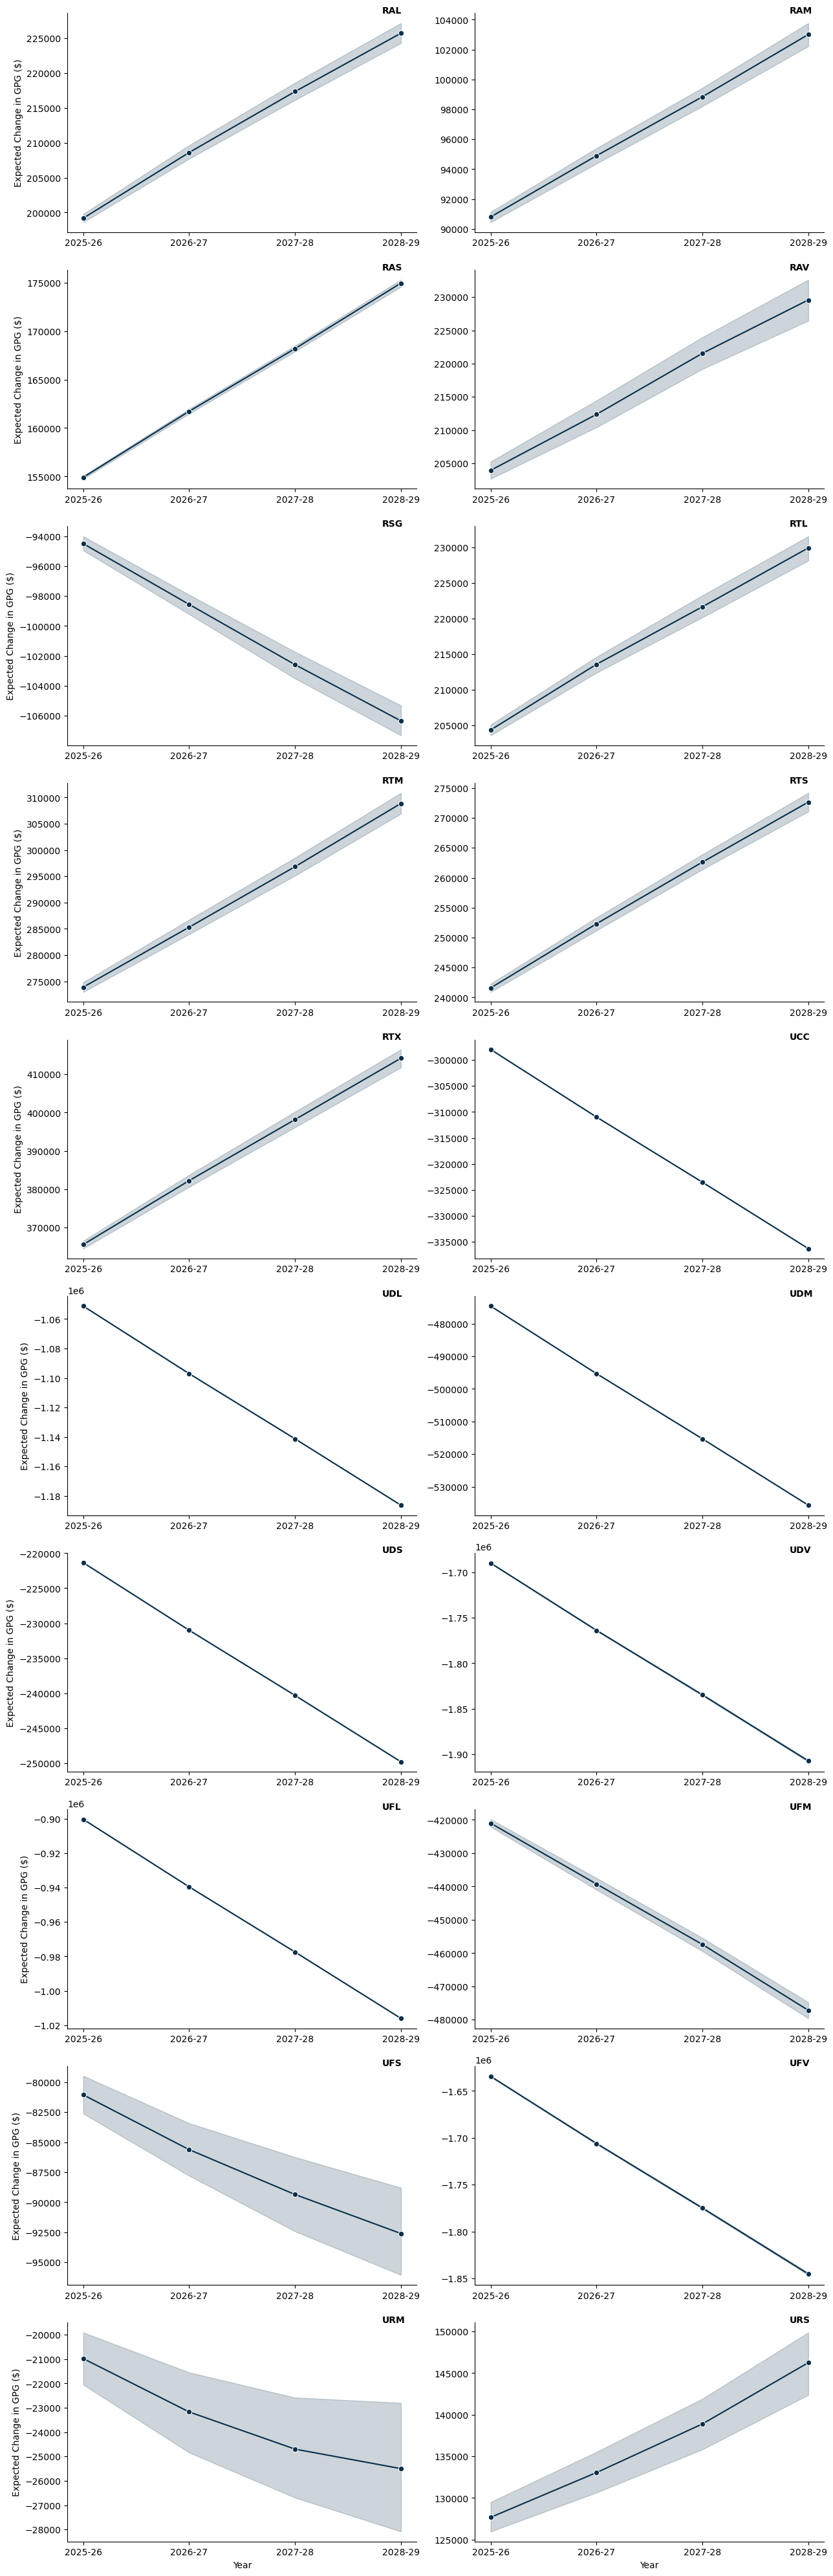 RAL
Expected Change in GPG ($)
225000
220000
215000
210000
205000
200000
2025-26 2026-27 2027-28 2028-29
RAM
104000
102000
100000
98000
96000
94000
92000
90000
2025-26 2026-27 2027-28 2028-29
RAS
Expected Change in GPG ($)
175000
170000
165000
160000
155000
2025-26 2026-27 2027-28 2028-29
RAV
230000
225000
220000
215000
210000
205000
2025-26 2026-27 2027-28 2028-29
RSG
Expected Change in GPG ($)
−94000
−96000
−98000
−100000
−102000
−104000
−106000
2025-26 2026-27 2027-28 2028-29
RTL
230000
225000
220000
215000
210000
205000
2025-26 2026-27 2027-28 2028-29
RTM
Expected Change in GPG ($)
310000
305000
300000
295000
290000
285000
280000
275000
2025-26 2026-27 2027-28 2028-29
RTS
275000
270000
265000
260000
255000
250000
245000
240000
2025-26 2026-27 2027-28 2028-29
RTX
Expected Change in GPG ($)
410000
400000
390000
380000
370000
2025-26 2026-27 2027-28 2028-29
UCC
−300000
−305000
−310000
−315000
−320000
−325000
−330000
−335000
2025-26 2026-27 2027-28 2028-29
UDL
1e6
Expected Change in GPG ($)
−1.06
−1.08
−1.10
−1.12
−1.14
−1.16
−1.18
2025-26 2026-27 2027-28 2028-29
UDM
−480000
−490000
−500000
−510000
−520000
−530000
2025-26 2026-27 2027-28 2028-29
UDS
Expected Change in GPG ($)
−220000
−225000
−230000
−235000
−240000
−245000
−250000
2025-26 2026-27 2027-28 2028-29
UDV
1e6
−1.70
−1.75
−1.80
−1.85
−1.90
2025-26 2026-27 2027-28 2028-29
UFL
1e6
Expected Change in GPG ($)
−0.90
−0.92
−0.94
−0.96
−0.98
−1.00
−1.02
2025-26 2026-27 2027-28 2028-29
UFM
−420000
−430000
−440000
−450000
−460000
−470000
−480000
2025-26 2026-27 2027-28 2028-29
UFS
Expected Change in GPG ($)
−80000
−82500
−85000
−87500
−90000
−92500
−95000
2025-26 2026-27 2027-28 2028-29
UFV
1e6
−1.65
−1.70
−1.75
−1.80
−1.85
2025-26 2026-27 2027-28 2028-29
URM
Expected Change in GPG ($)
−20000
−21000
−22000
−23000
−24000
−25000
−26000
−27000
−28000
2025-26 2026-27 2027-28 2028-29
Year
URS
150000
145000
140000
135000
130000
125000
2025-26 2026-27 2027-28 2028-29
Year